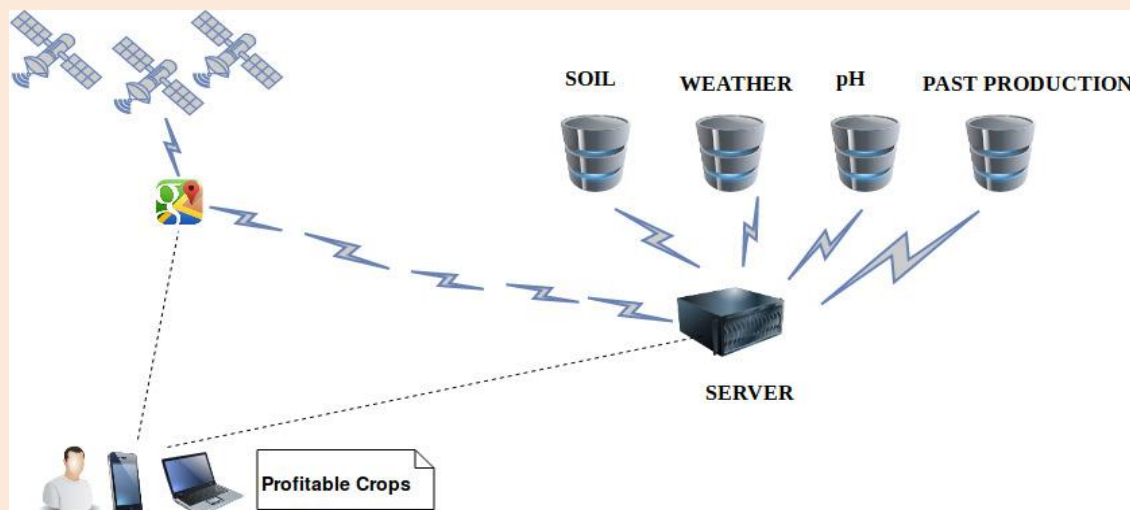 SOIL
WEATHER
pH
PAST PRODUCTION
SERVER
Profitable Crops